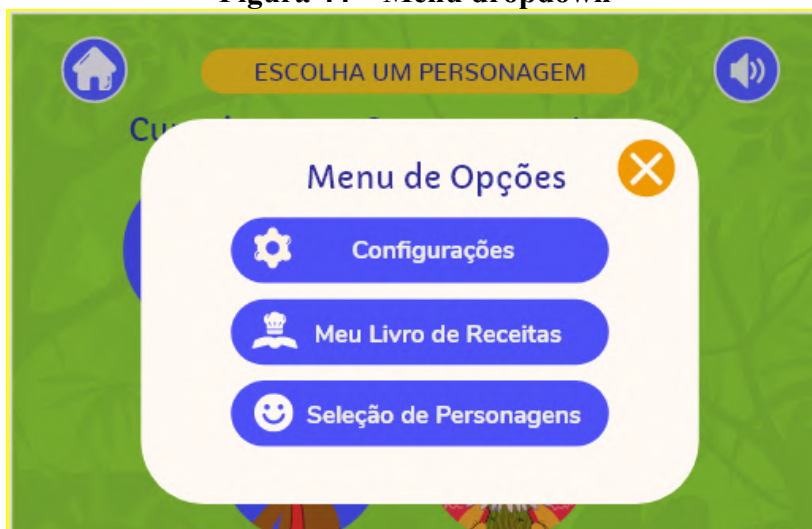 Menu dropdown
ESCOLHA UM PERSONAGEM
Menu de Opções
Configurações
Meu Livro de Receitas
Seleção de Personagens